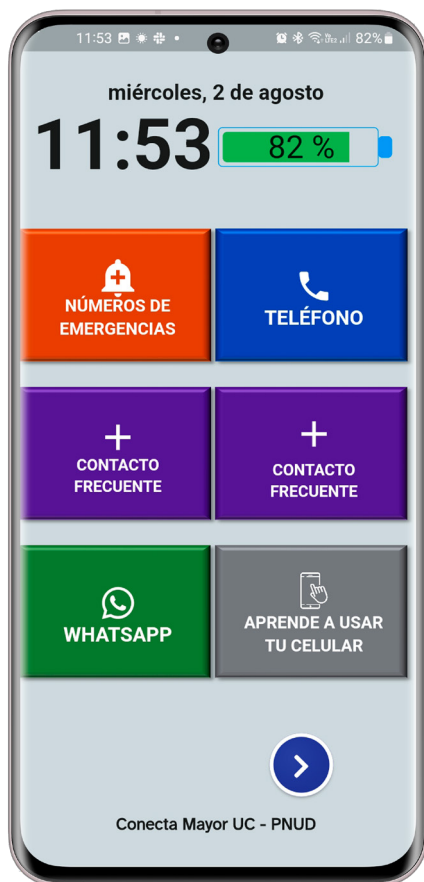 11:53
82%
miércoles, 2 de agosto
11:53
82 %
NÚMEROS DE
EMERGENCIAS
TELÉFONO
CONTACTO
FRECUENTE
CONTACTO
FRECUENTE
WHATSAPP
APRENDE A USAR
TU CELULAR
Conecta Mayor UC - PNUD